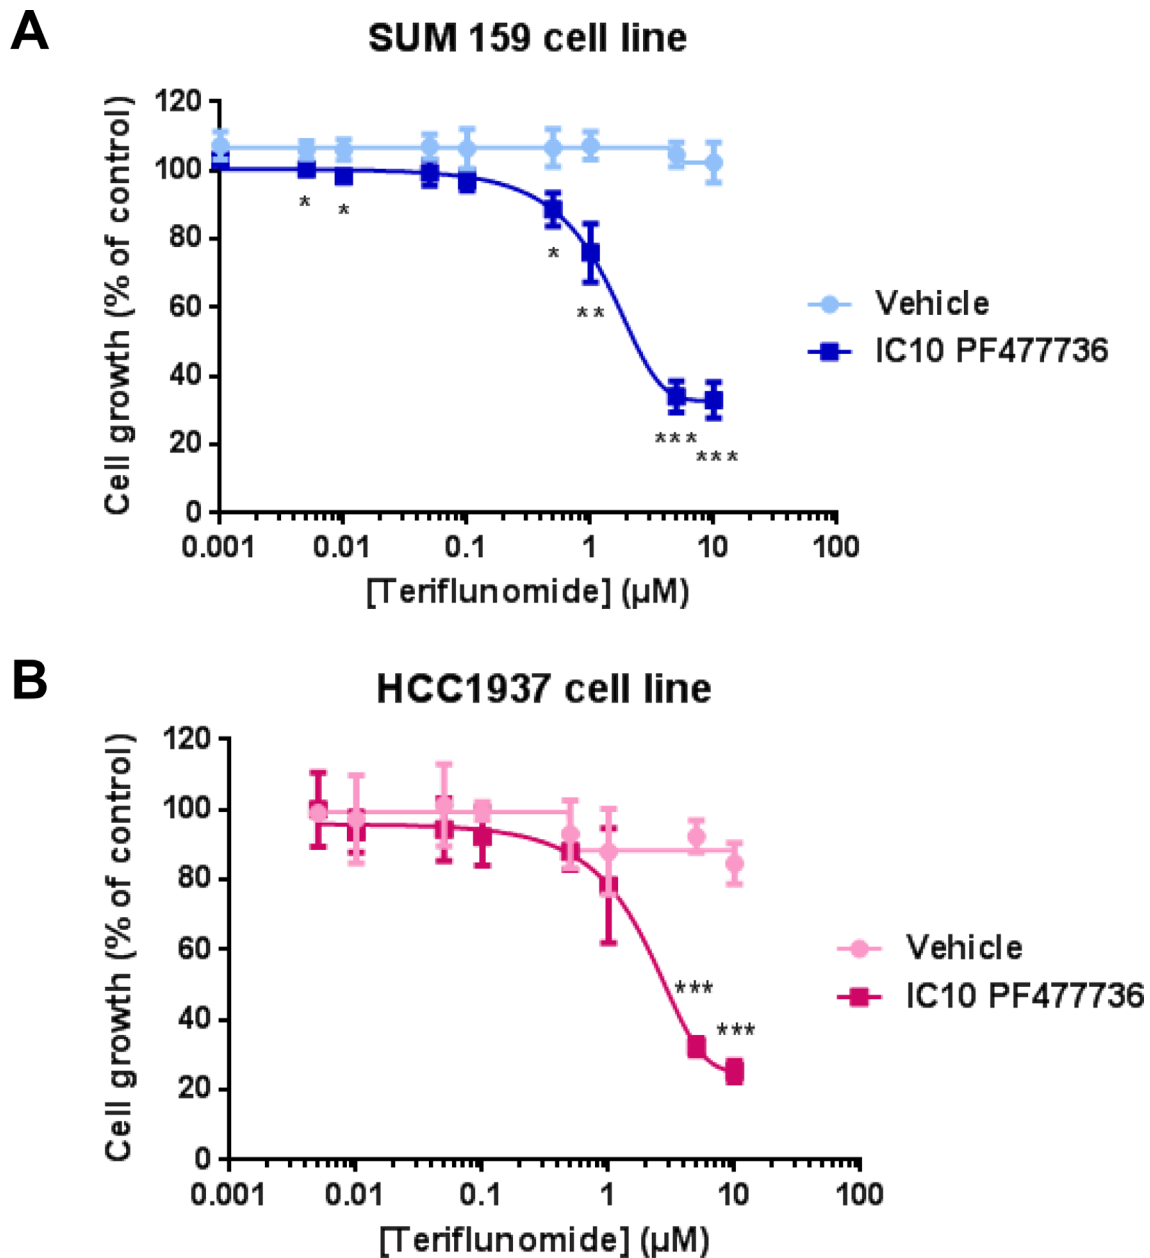 A
SUM 159 cell line
Cell growth (% of control)
120
100
80
60
40
20
0
* * * ** *** ***
0.001 0.01 0.1 1 10 100
[Teriflunomide] (µM)
Vehicle
IC10 PF477736
B
HCC1937 cell line
Cell growth (% of control)
120
100
80
60
40
20
0
*** ***
0.001 0.01 0.1 1 10 100
[Teriflunomide] (µM)
Vehicle
IC10 PF477736